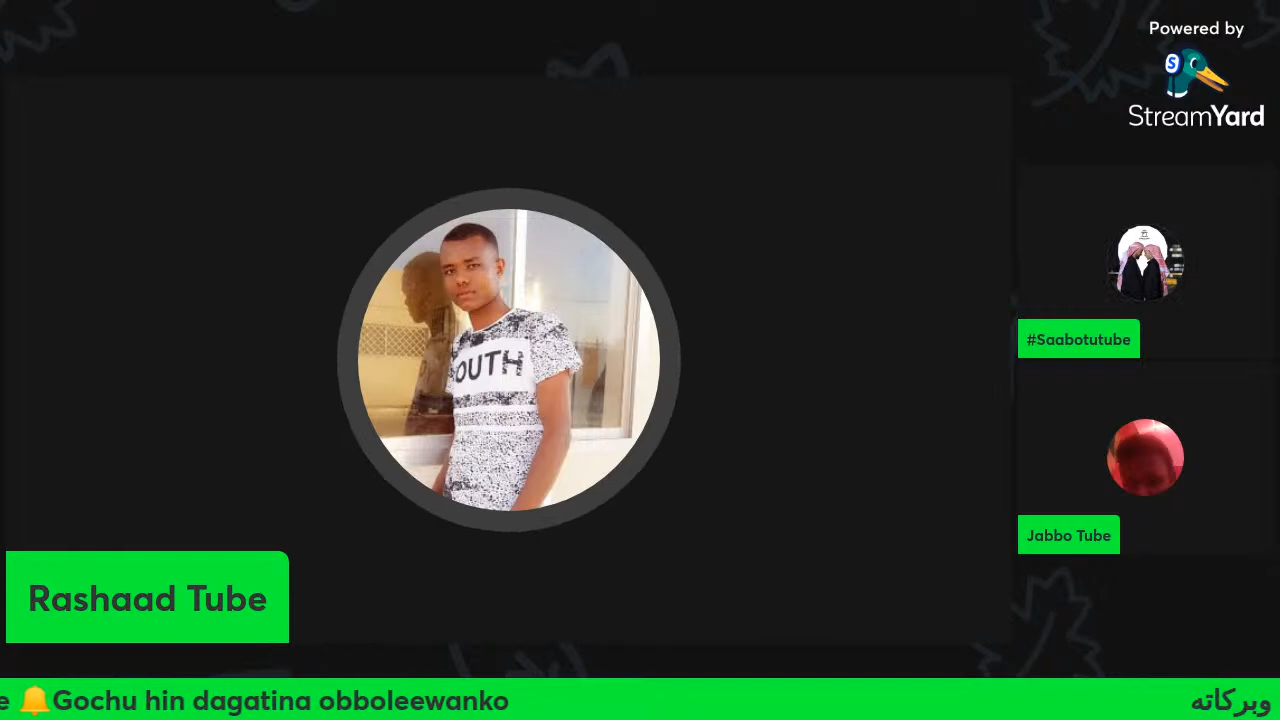 Powered by
StreamYard
OUTH
#Saabotutube
Jabbo Tube
Rashaad Tube
e 🔔Gochu hin dagatina obboleewanko
وبركاته